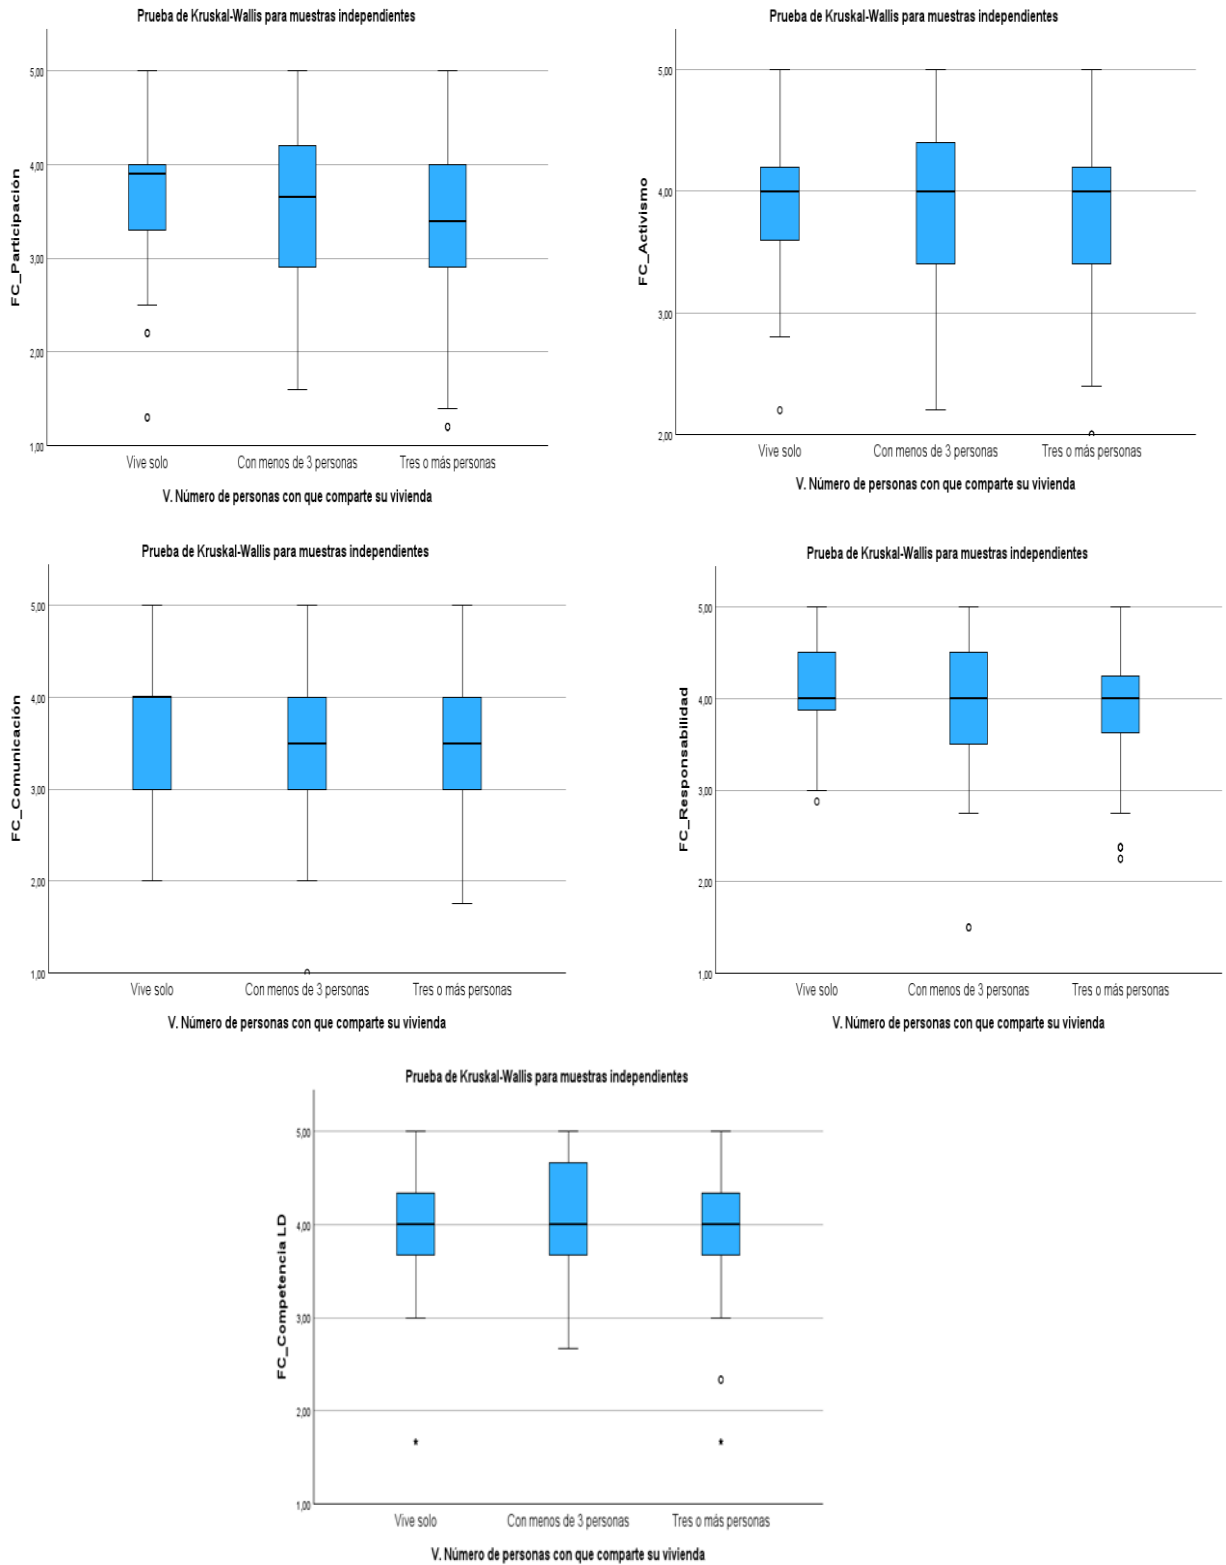 Prueba de Kruskal-Wallis para muestras independientes
5,00
4,00
3,00
2,00
1,00
FC_Participación
Vive solo
Con menos de 3 personas
Tres o más personas
V. Número de personas con que comparte su vivienda
Prueba de Kruskal-Wallis para muestras independientes
5,00
4,00
3,00
2,00
FC_Activismo
Vive solo
Con menos de 3 personas
Tres o más personas
V. Número de personas con que comparte su vivienda
Prueba de Kruskal-Wallis para muestras independientes
5,00
4,00
3,00
2,00
1,00
FC_Comunicación
Vive solo
Con menos de 3 personas
Tres o más personas
V. Número de personas con que comparte su vivienda
Prueba de Kruskal-Wallis para muestras independientes
5,00
4,00
3,00
2,00
1,00
FC_Responsabilidad
Vive solo
Con menos de 3 personas
Tres o más personas
V. Número de personas con que comparte su vivienda
Prueba de Kruskal-Wallis para muestras independientes
5,00
4,00
3,00
2,00
1,00
FC_Competencia LD
Vive solo
Con menos de 3 personas
Tres o más personas
V. Número de personas con que comparte su vivienda